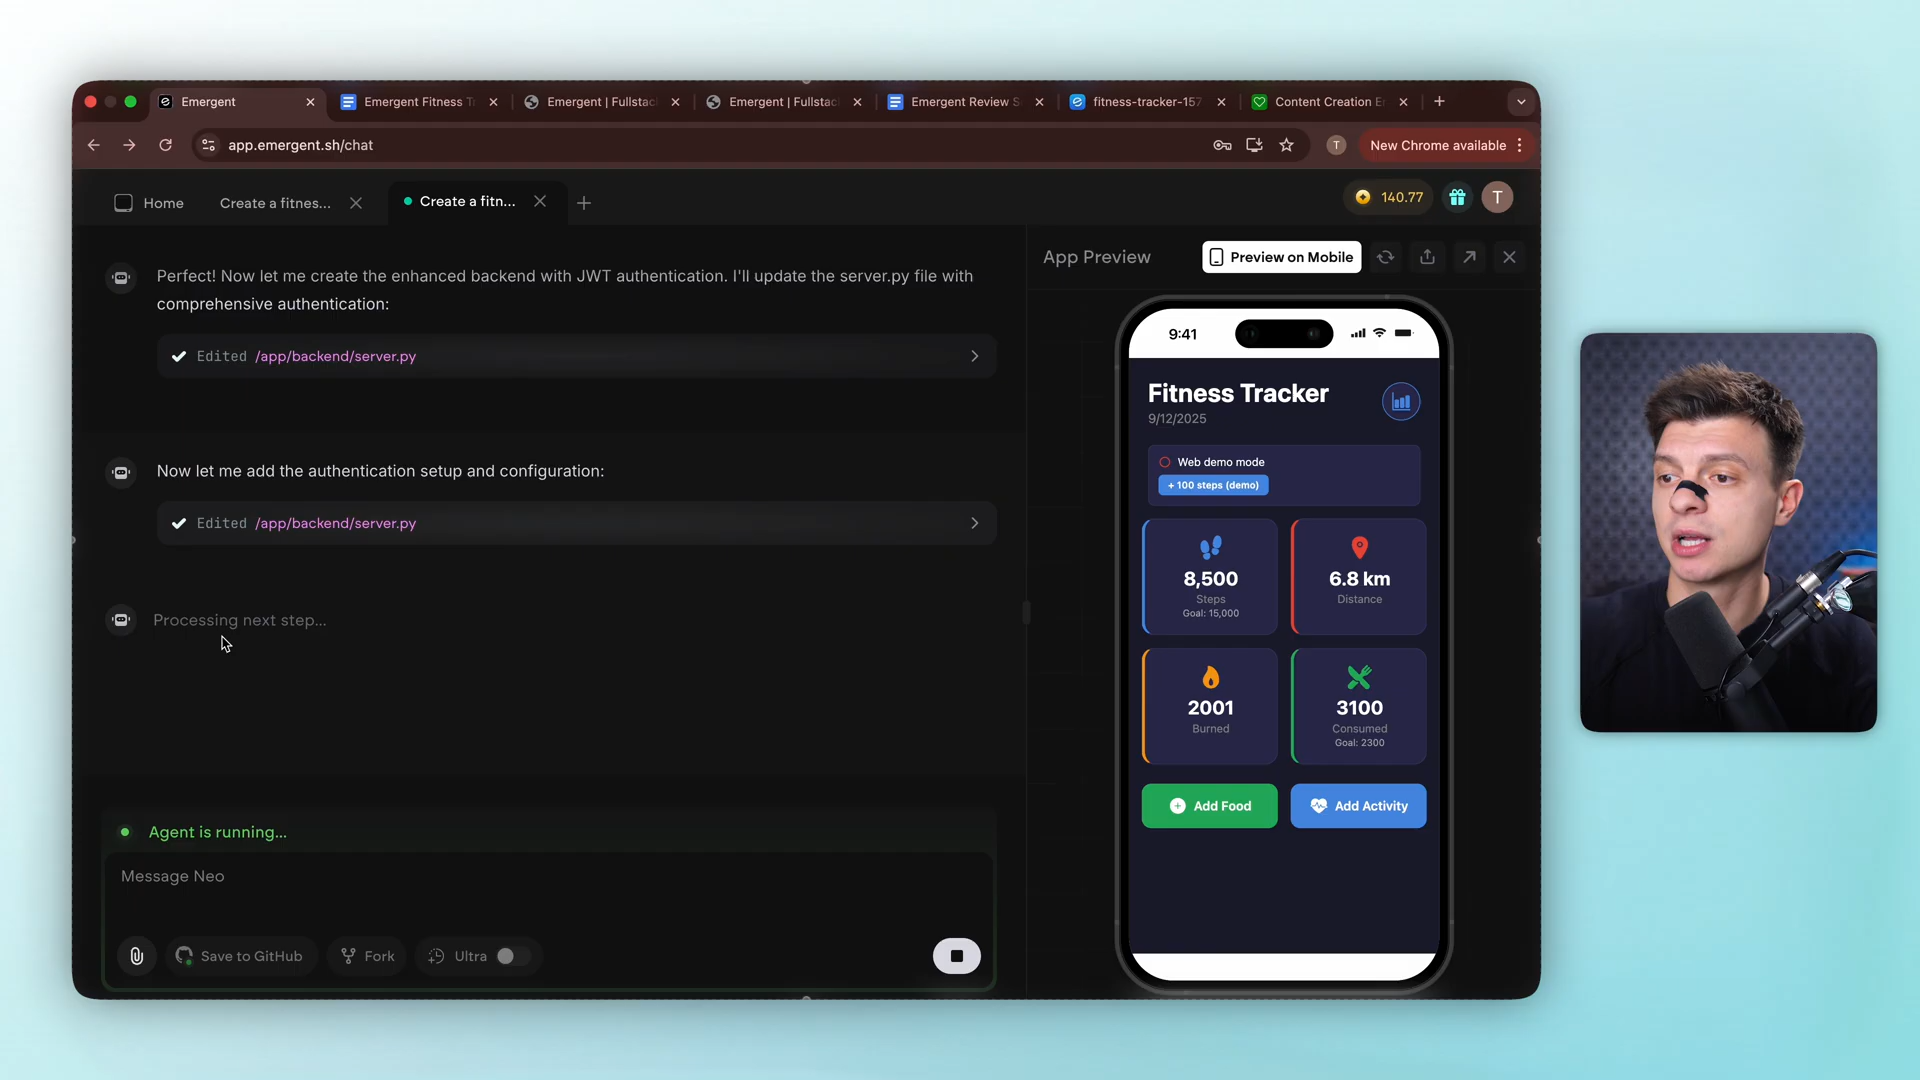 Emergent
Emergent Fitness T
Emergent | Fullstac
Emergent | Fullstac
Emergent Review S
fitness-tracker-157
Content Creation E
app.emergent.sh/chat
T
New Chrome available
Home
Create a fitnes...
Create a fitn...
140.77
T
Perfect! Now let me create the enhanced backend with JWT authentication. I'll update the server.py file with
comprehensive authentication:
Edited /app/backend/server.py
Now let me add the authentication setup and configuration:
Edited /app/backend/server.py
Processing next step...
Agent is running...
Message Neo
Save to GitHub
Fork
Ultra
App Preview
Preview on Mobile
9:41
Fitness Tracker
9/12/2025
Web demo mode
+ 100 steps (demo)
8,500
Steps
Goal: 15,000
6.8 km
Distance
2001
Burned
3100
Consumed
Goal: 2300
Add Food
Add Activity